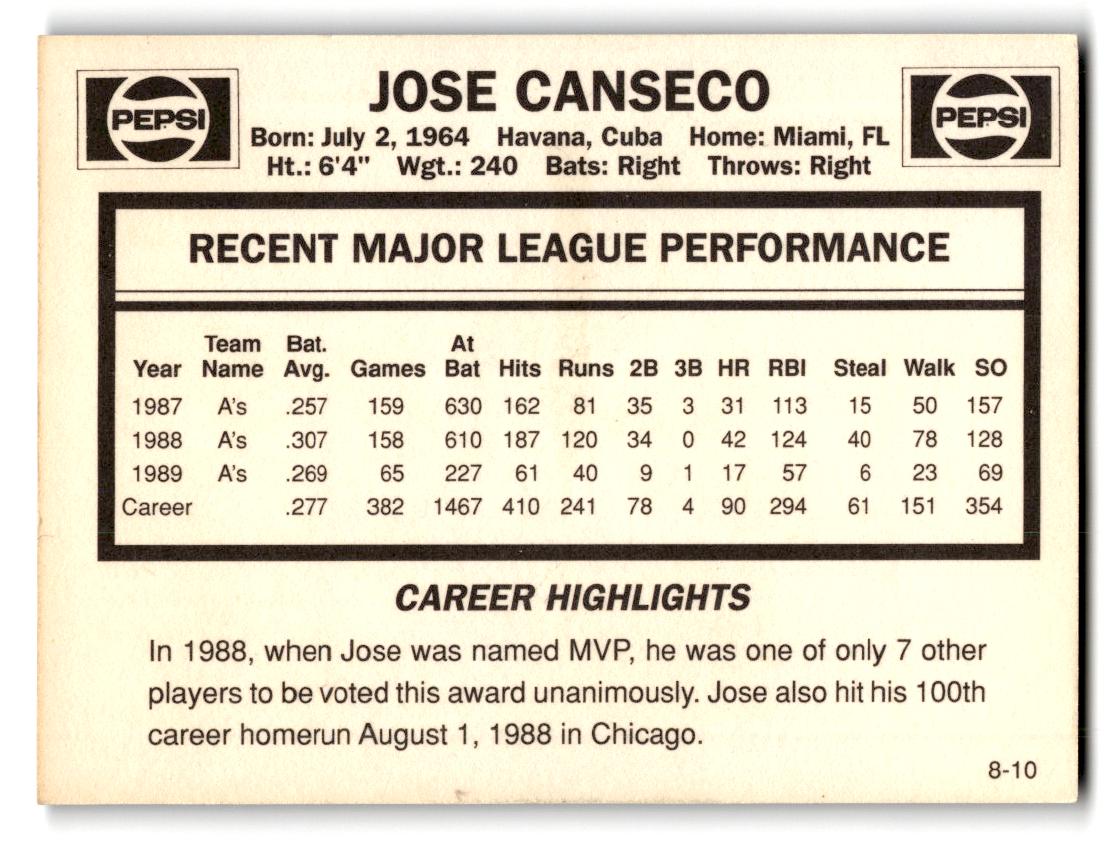 PEPSI
JOSE CANSECO
PEPSI
Born: July 2, 1964 Havana, Cuba Home: Miami, FL
Ht.: 6'4" Wgt.: 240 Bats: Right Throws: Right
RECENT MAJOR LEAGUE PERFORMANCE
Team Bat. At
Year Name Avg. Games Bat Hits Runs 2B 3B HR RBI Steal Walk SO
1987 A's .257 159 630 162 81 35 3 31 113 15 50 157
1988 A's .307 158 610 187 120 34 0 42 124 40 78 128
1989 A's .269 65 227 61 40 9 1 17 57 6 23 69
Career .277 382 1467 410 241 78 4 90 294 61 151 354
CAREER HIGHLIGHTS
In 1988, when Jose was named MVP, he was one of only 7 other
players to be voted this award unanimously. Jose also hit his 100th
career homerun August 1, 1988 in Chicago.
8-10